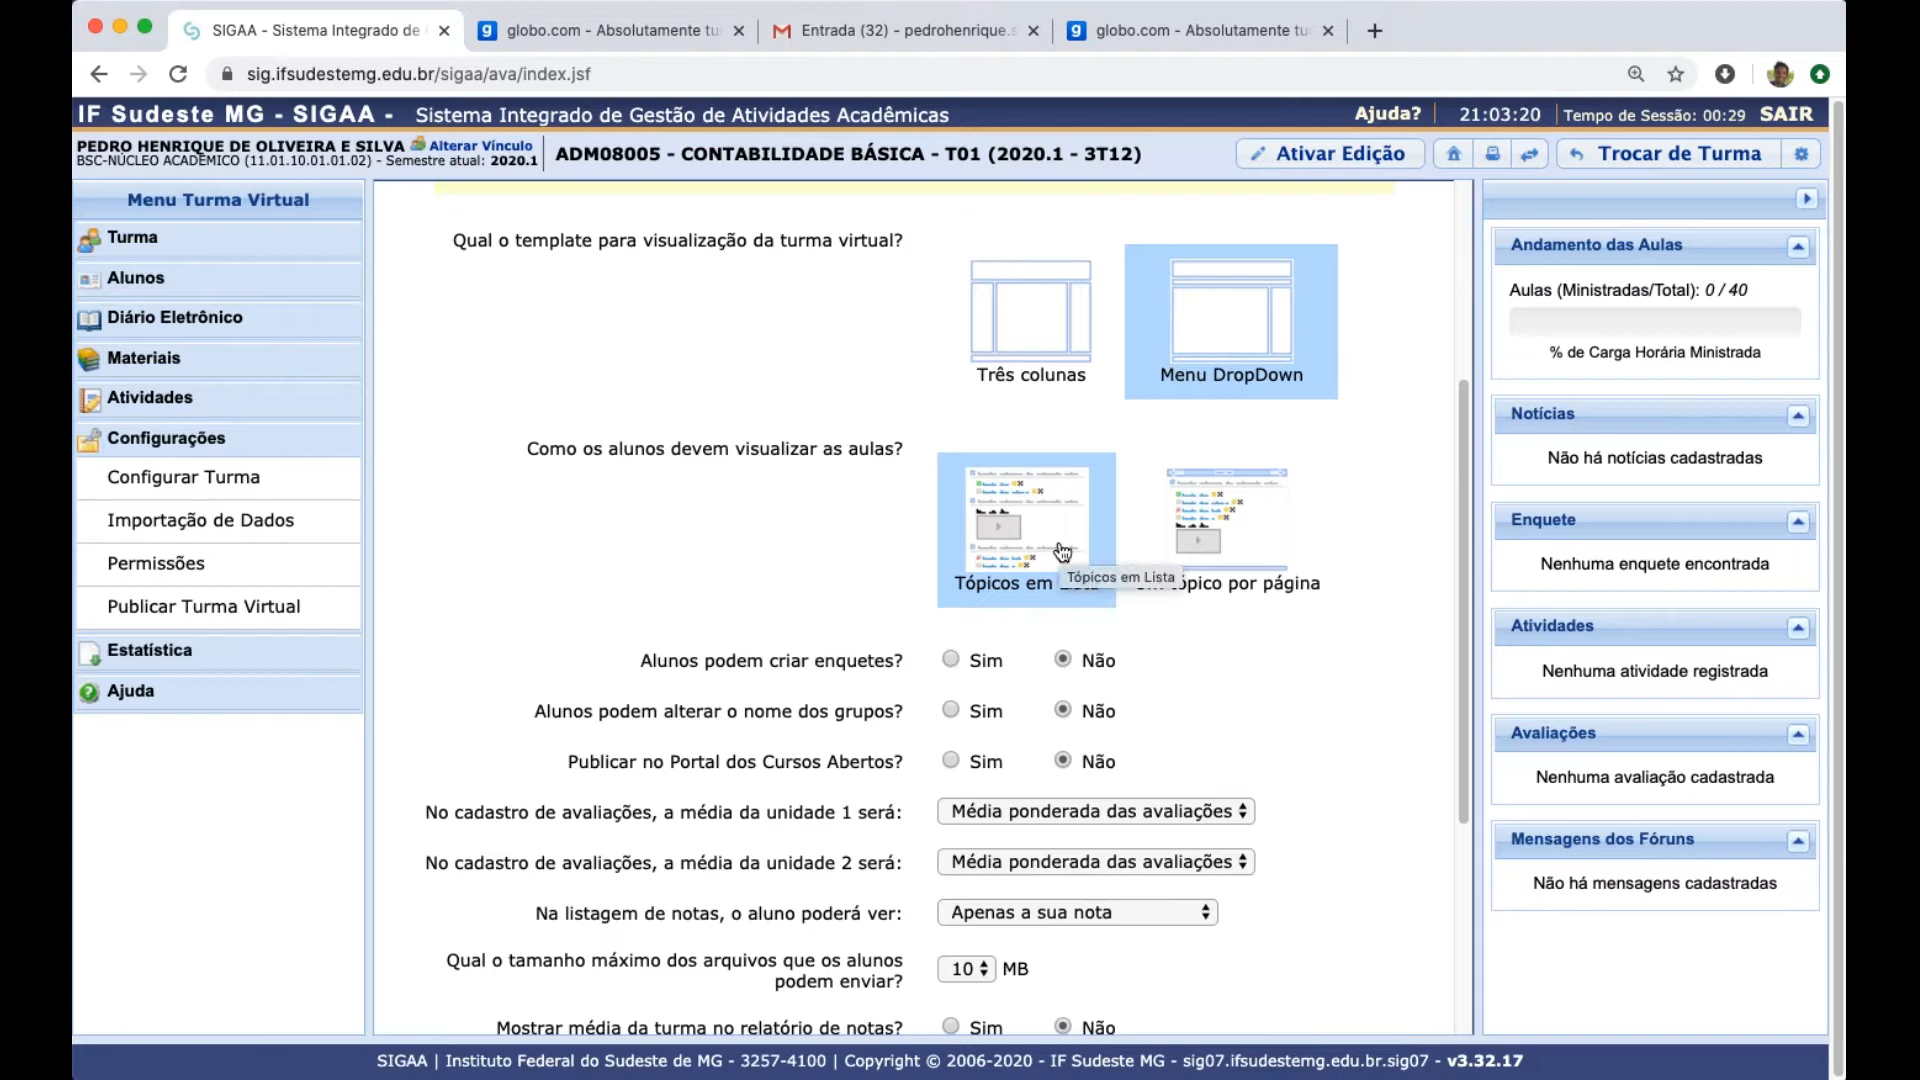 SIGAA - Sistema Integrado de
globo.com - Absolutamente tu
Entrada (32) - pedrohenrique.s
globo.com - Absolutamente tu
sig.ifsudestemg.edu.br/sigaa/ava/index.jsf
IF Sudeste MG - SIGAA - Sistema Integrado de Gestão de Atividades Acadêmicas
Ajuda?
21:03:20
Tempo de Sessão: 00:29
SAIR
PEDRO HENRIQUE DE OLIVEIRA E SILVA Alterar Vínculo
BSC-NÚCLEO ACADÊMICO (11.01.10.01.01.02) - Semestre atual: 2020.1
ADM08005 - CONTABILIDADE BÁSICA - T01 (2020.1 - 3T12)
Ativar Edição
Trocar de Turma
Menu Turma Virtual
Turma
Alunos
Diário Eletrônico
Materiais
Atividades
Configurações
Configurar Turma
Importação de Dados
Permissões
Publicar Turma Virtual
Estatística
Ajuda
Qual o template para visualização da turma virtual?
Três colunas
Menu DropDown
Como os alunos devem visualizar as aulas?
Tópicos em
Tópicos em Lista
tópico por página
Alunos podem criar enquetes? Sim Não
Alunos podem alterar o nome dos grupos? Sim Não
Publicar no Portal dos Cursos Abertos? Sim Não
No cadastro de avaliações, a média da unidade 1 será: Média ponderada das avaliações
No cadastro de avaliações, a média da unidade 2 será: Média ponderada das avaliações
Na listagem de notas, o aluno poderá ver: Apenas a sua nota
Qual o tamanho máximo dos arquivos que os alunos
podem enviar? 10 MB
Mostrar média da turma no relatório de notas? Sim Não
Andamento das Aulas
Aulas (Ministradas/Total): 0 / 40
% de Carga Horária Ministrada
Notícias
Não há notícias cadastradas
Enquete
Nenhuma enquete encontrada
Atividades
Nenhuma atividade registrada
Avaliações
Nenhuma avaliação cadastrada
Mensagens dos Fóruns
Não há mensagens cadastradas
SIGAA | Instituto Federal do Sudeste de MG - 3257-4100 | Copyright © 2006-2020 - IF Sudeste MG - sig07.ifsudestemg.edu.br.sig07 - v3.32.17